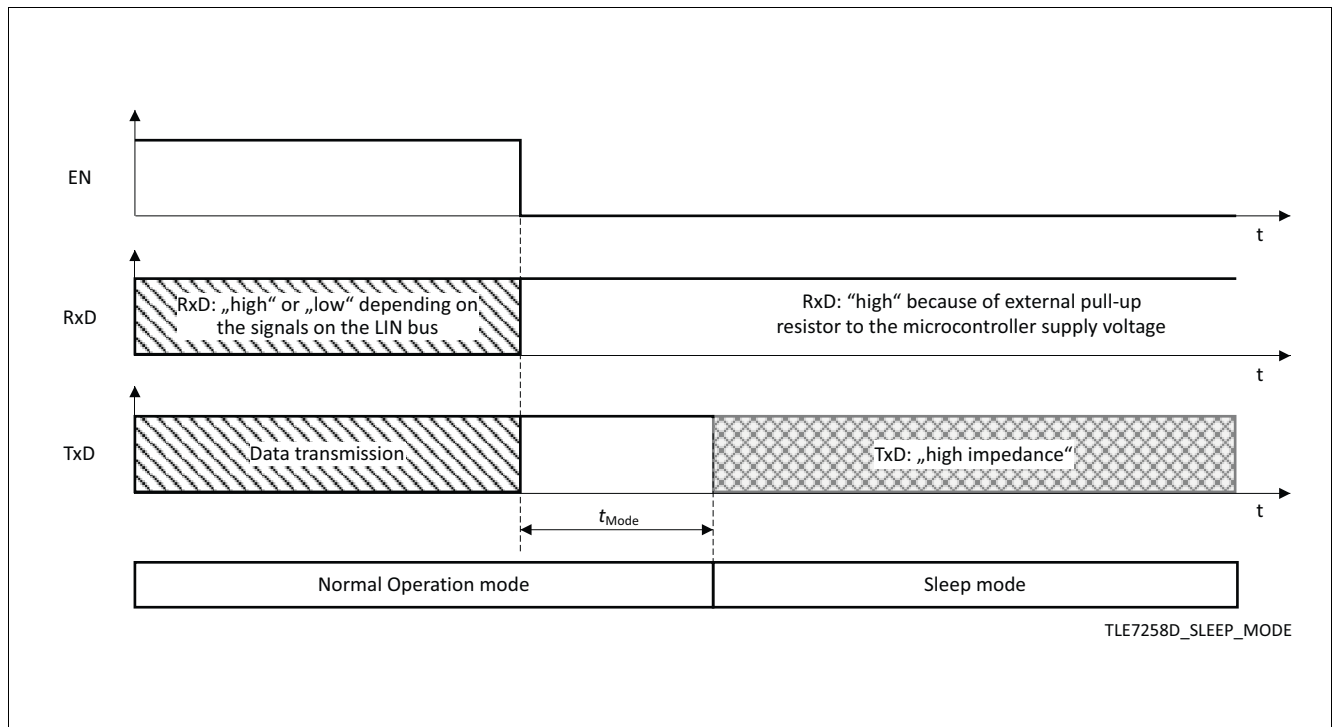 EN
t
RxD
RxD: „high“ or „low“ depending on
the signals on the LIN bus
RxD: “high“ because of external pull-up
resistor to the microcontroller supply voltage
t
TxD
Data transmission
TxD: „high impedance“
t
tMode
Normal Operation mode
Sleep mode
TLE7258D_SLEEP_MODE